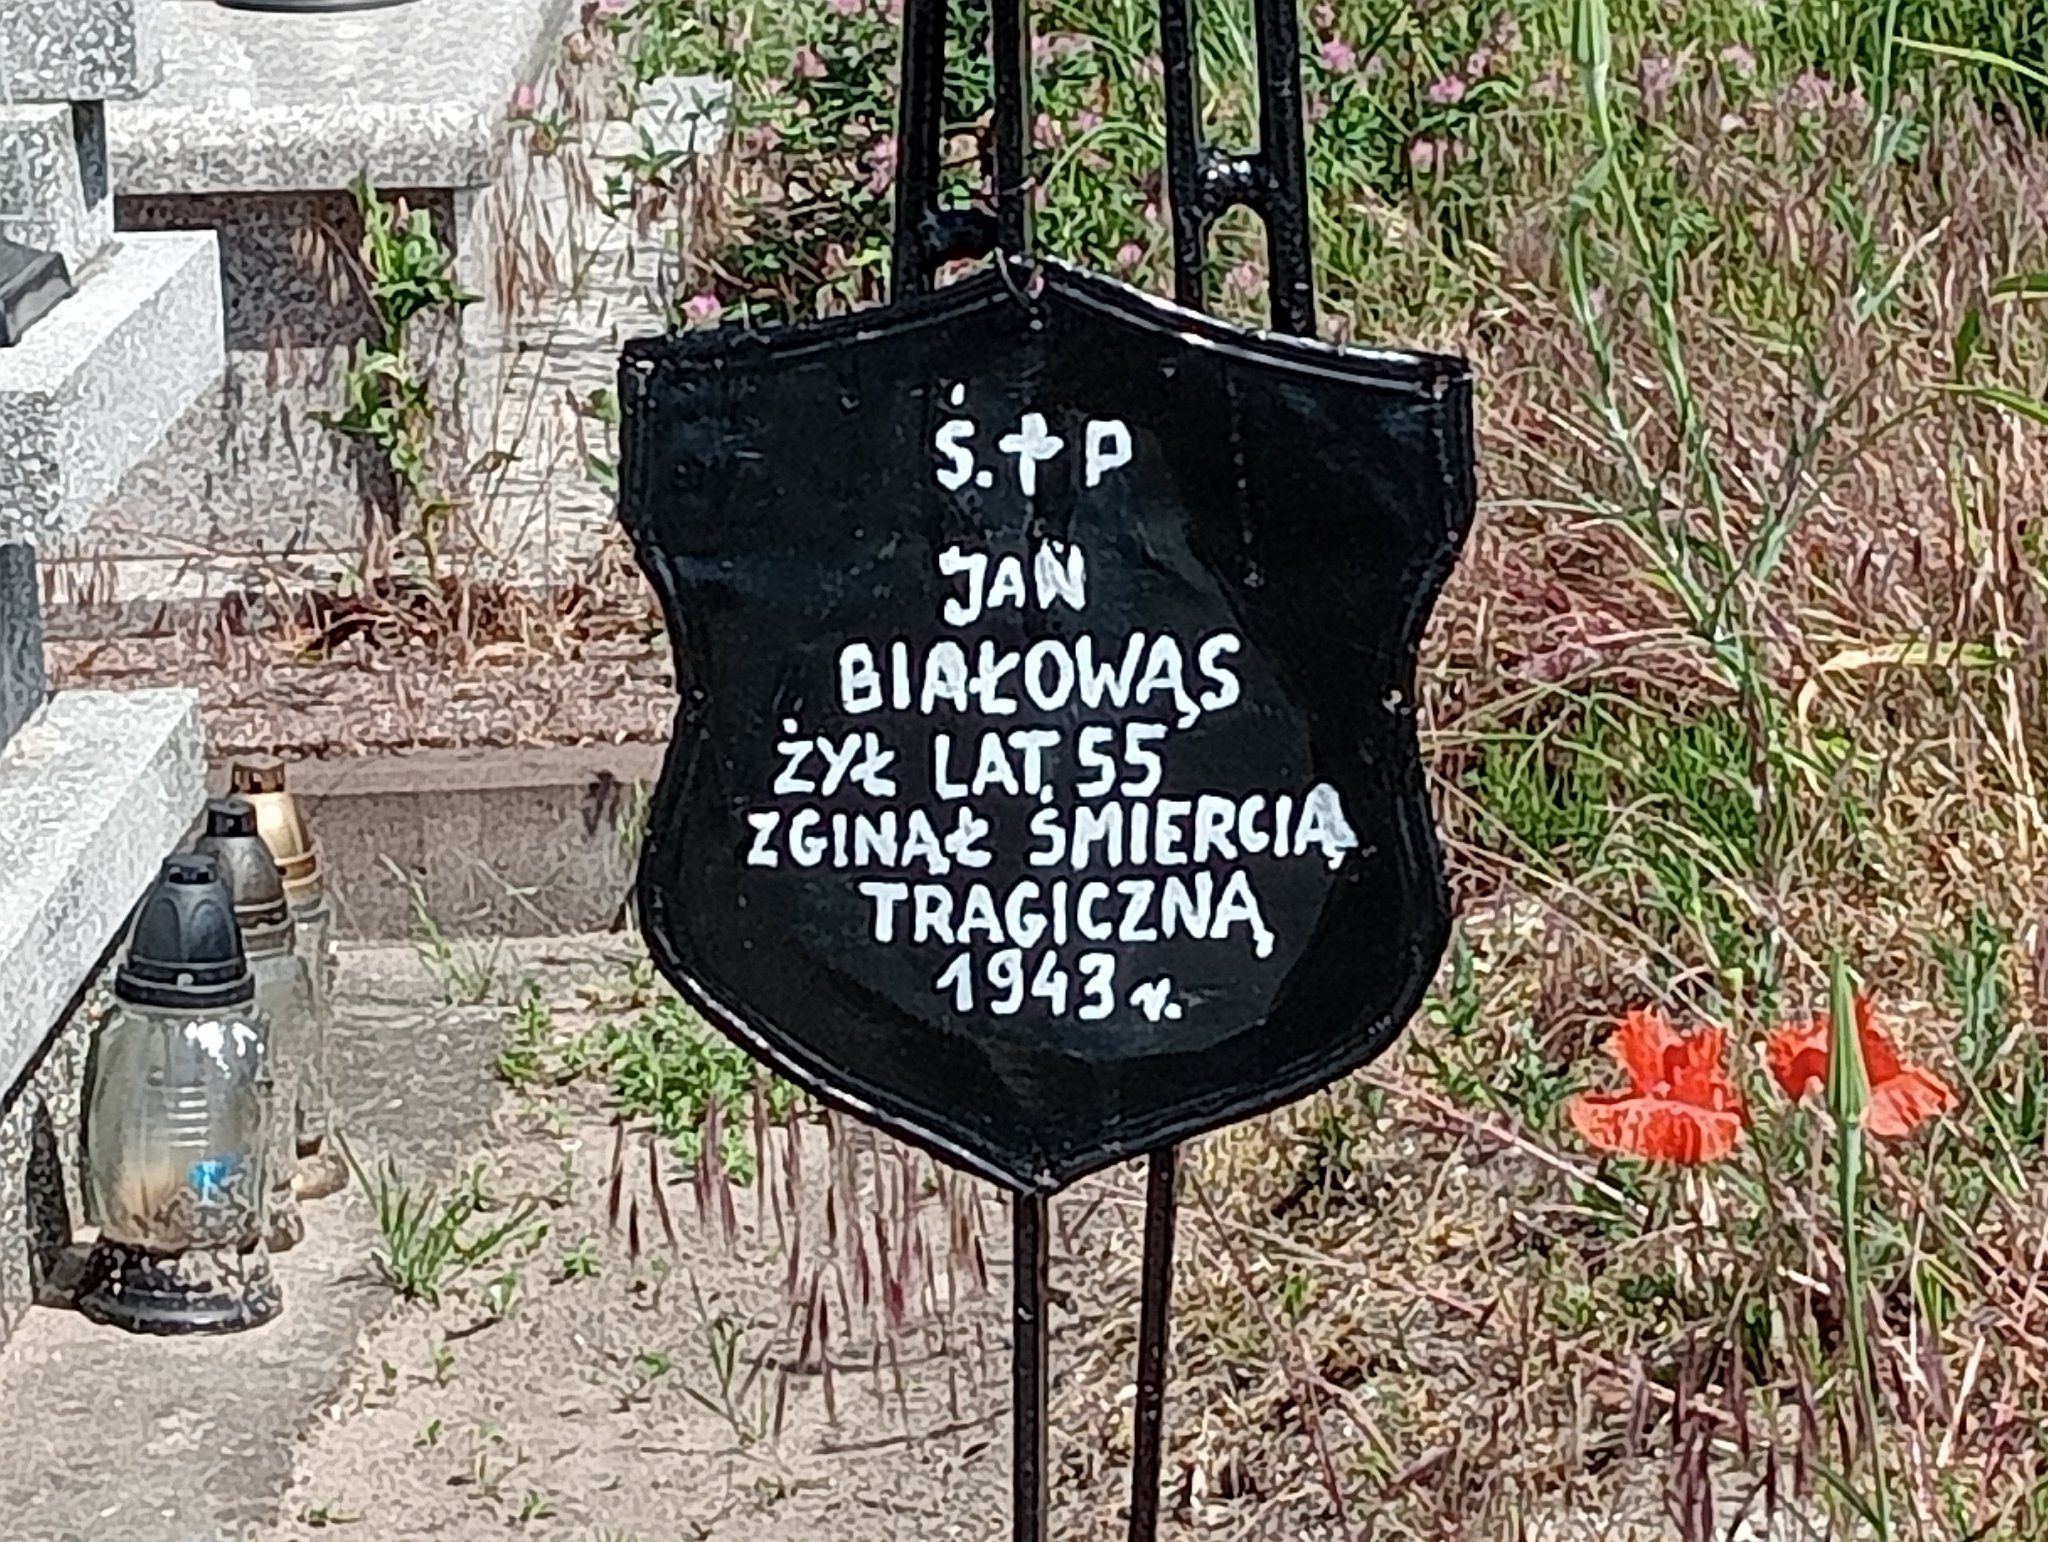 Ś. ✝ P
JAN
BIAŁOWĄS
ŻYŁ LAT 55
ZGINĄŁ ŚMIERCIĄ
TRAGICZNĄ
1943 r.